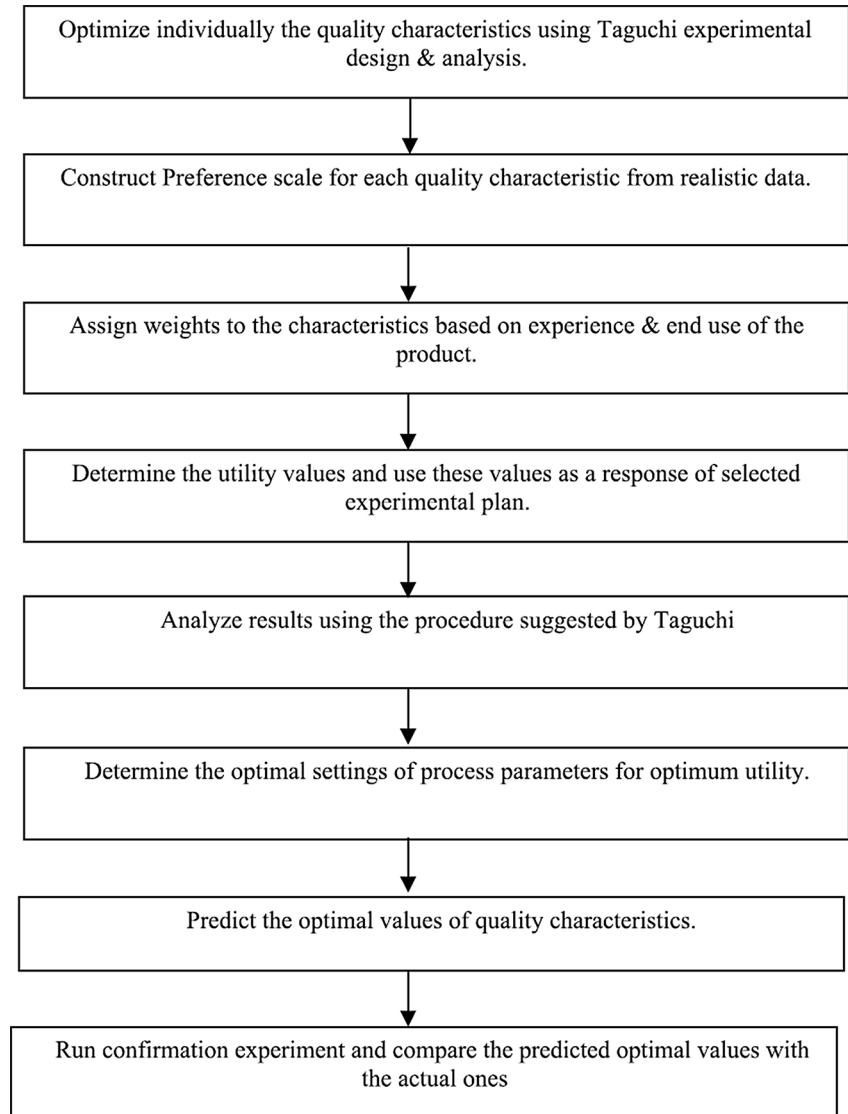 Optimize individually the quality characteristics using Taguchi experimental
design & analysis.
Construct Preference scale for each quality characteristic from realistic data.
Assign weights to the characteristics based on experience & end use of the
product.
Determine the utility values and use these values as a response of selected
experimental plan.
Analyze results using the procedure suggested by Taguchi
Determine the optimal settings of process parameters for optimum utility.
Predict the optimal values of quality characteristics.
Run confirmation experiment and compare the predicted optimal values with
the actual ones